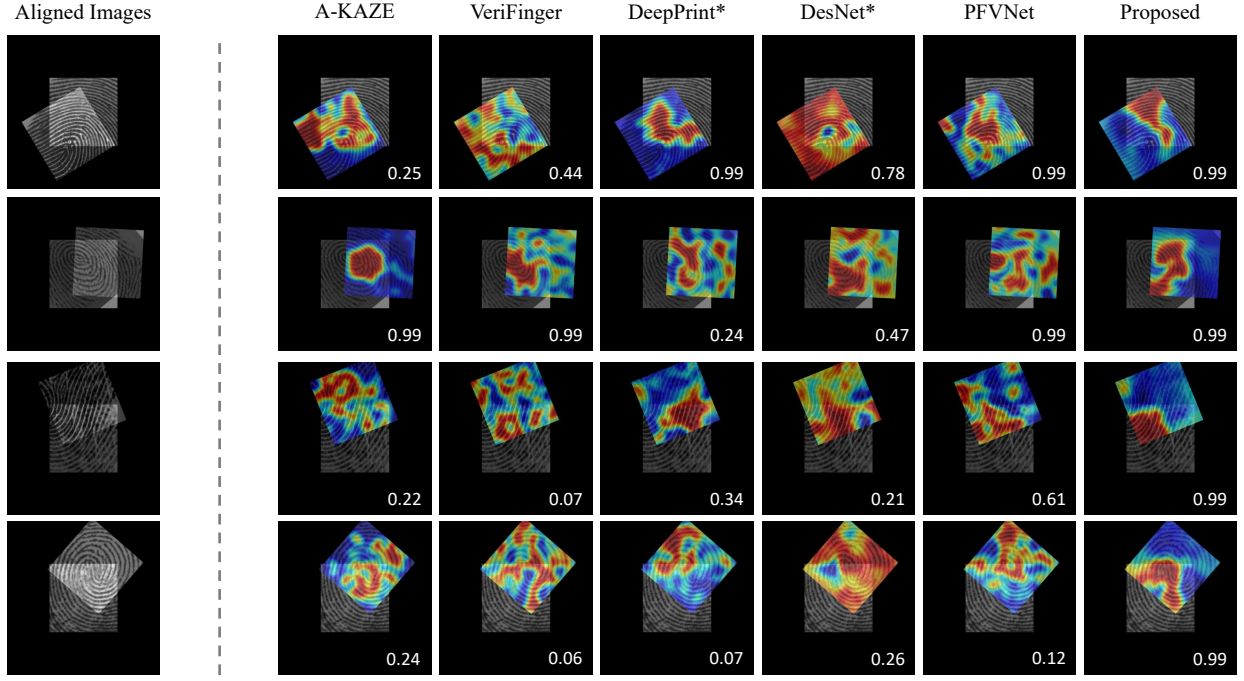 Aligned Images A-KAZE VeriFinger DeepPrint* DesNet* PFVNet Proposed
0.25 0.44 0.99 0.78 0.99 0.99
0.99 0.99 0.24 0.47 0.99 0.99
0.22 0.07 0.34 0.21 0.61 0.99
0.24 0.06 0.07 0.26 0.12 0.99